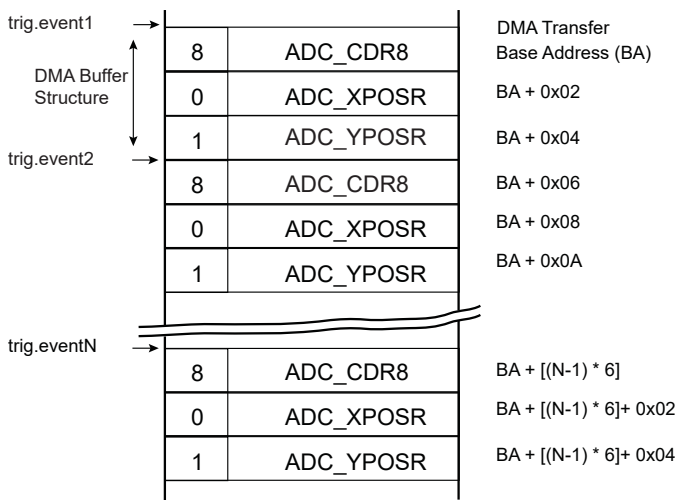 trig.event1
DMA Transfer
8 ADC_CDR8 Base Address (BA)
DMA Buffer
Structure
0 ADC_XPOSR BA + 0x02
1 ADC_YPOSR BA + 0x04
trig.event2
8 ADC_CDR8 BA + 0x06
0 ADC_XPOSR BA + 0x08
1 ADC_YPOSR BA + 0x0A
trig.eventN
8 ADC_CDR8 BA + [(N-1) * 6]
0 ADC_XPOSR BA + [(N-1) * 6]+ 0x02
1 ADC_YPOSR BA + [(N-1) * 6]+ 0x04